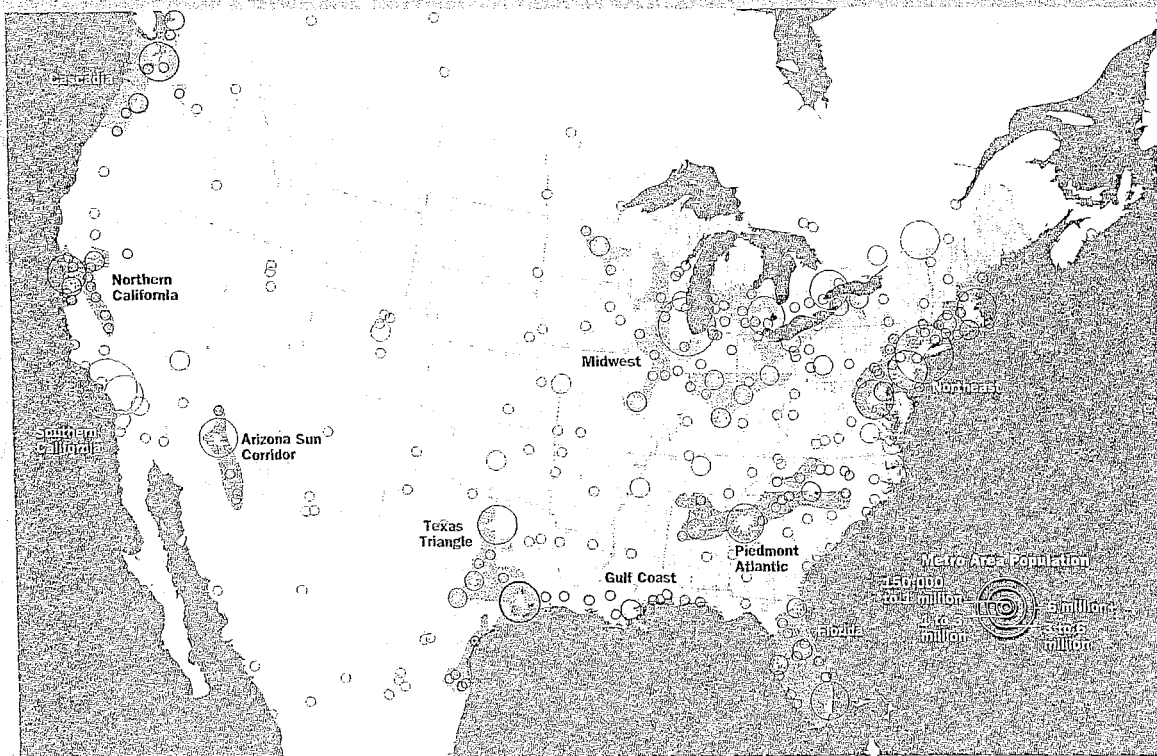 Cascadia
Northern
California
Midwest
Northeast
Southern
Californi
Arizona Sun
Corridor
Texas
Triangle
Piedmont
Atlantic
Gulf Coast
Florida
Metro Area Population
150,000
to 1 million
1 to 3
million
3 to 6
million
6 million+